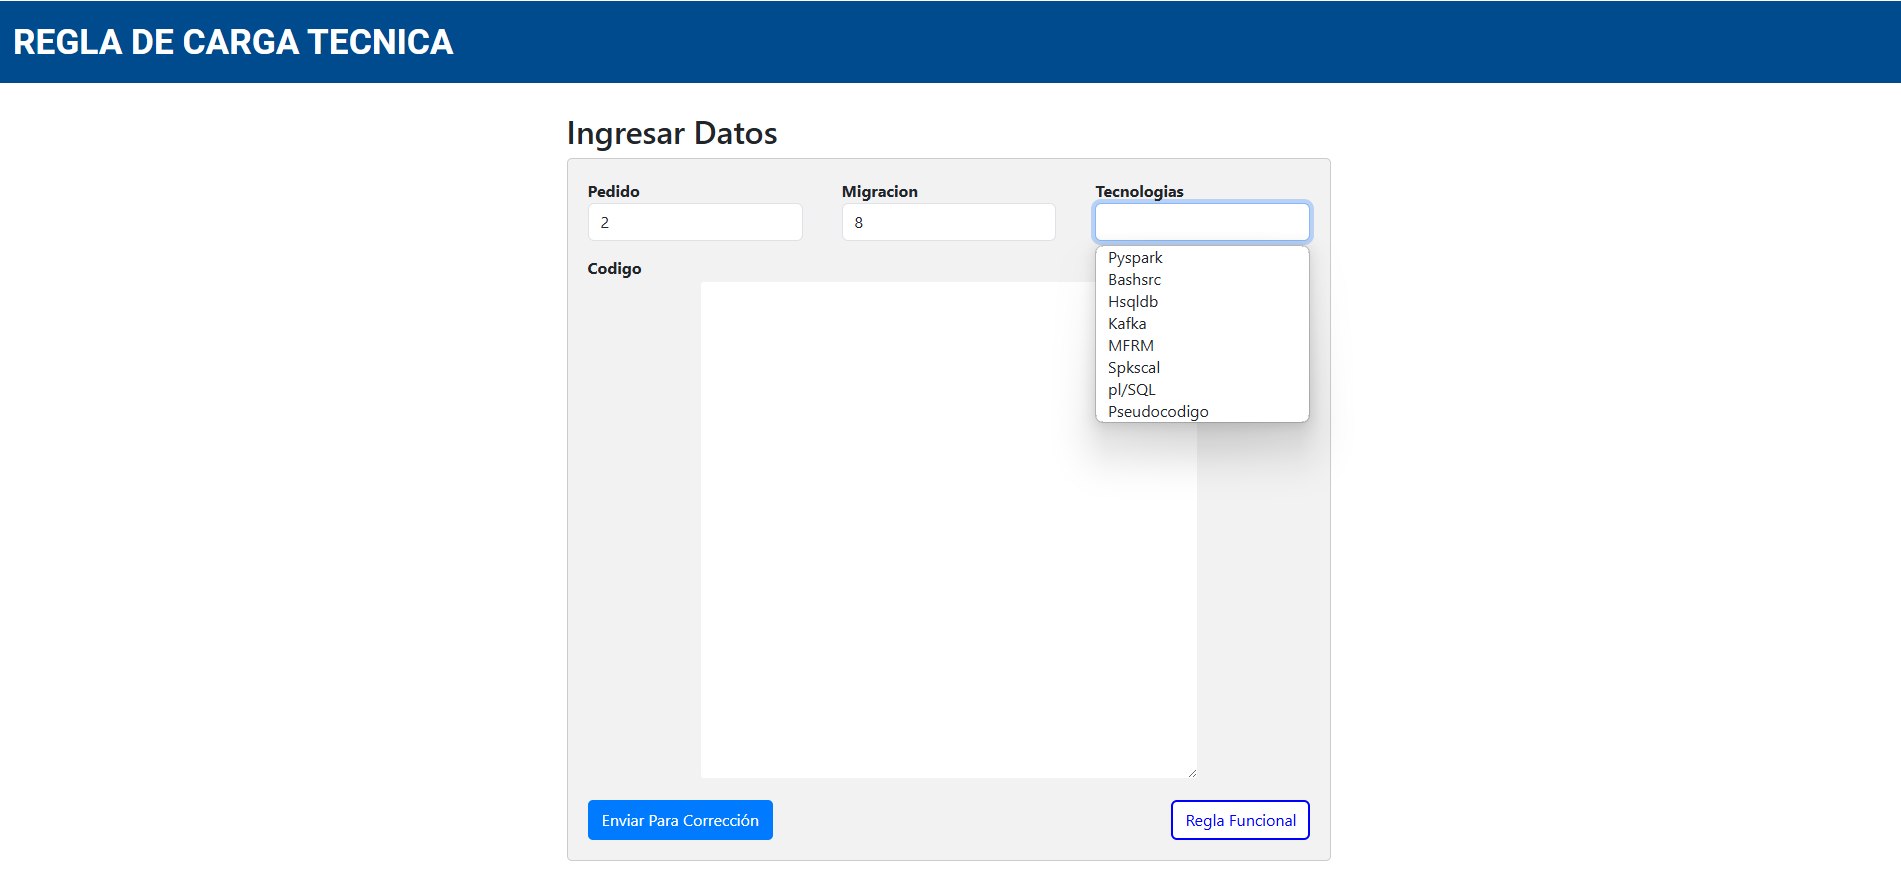 REGLA DE CARGA TECNICA
Ingresar Datos
Pedido
Migracion
Tecnologias
2
8
Codigo
Pyspark
Bashsrc
Hsqldb
Kafka
MFRM
Spkscal
pl/SQL
Pseudocodigo
Enviar Para Corrección
Regla Funcional